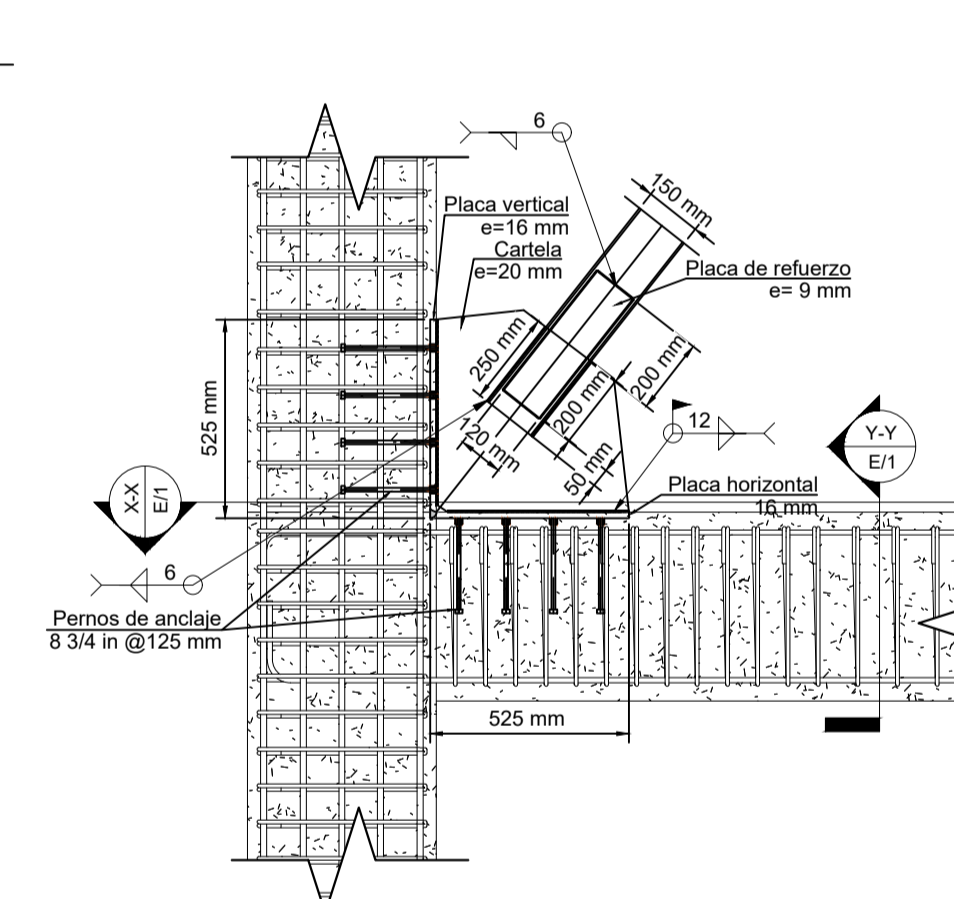 6
150 mm
Placa vertical
e=16 mm
Cartela
e=20 mm
Placa de refuerzo
e= 9 mm
250 mm
200 mm
200 mm
525 mm
120 mm
50 mm
12
Y-Y
E/1
X-X
E/1
Placa horizontal
16 mm
6
Pernos de anclaje
8 3/4 in @125 mm
525 mm